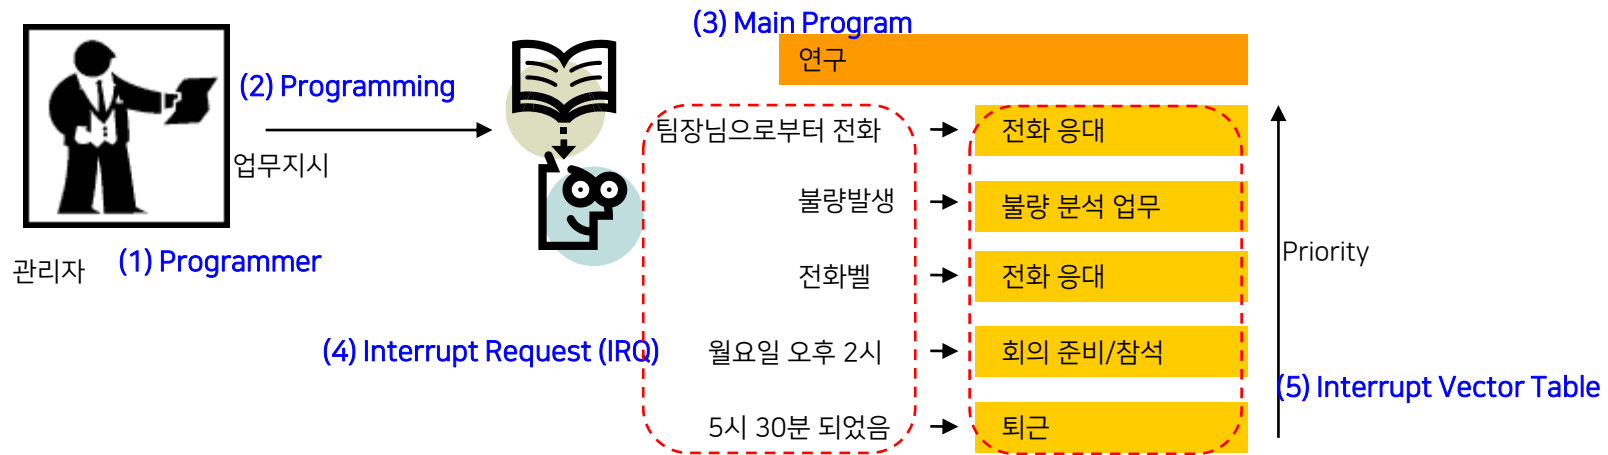 (3) Main Program
연구
(2) Programming
업무지시
관리자
(1) Programmer
팀장님으로부터 전화
전화 응대
불량발생
불량 분석 업무
전화벨
전화 응대
Priority
(4) Interrupt Request (IRQ)
월요일 오후 2시
회의 준비/참석
(5) Interrupt Vector Table
5시 30분 되었음
퇴근